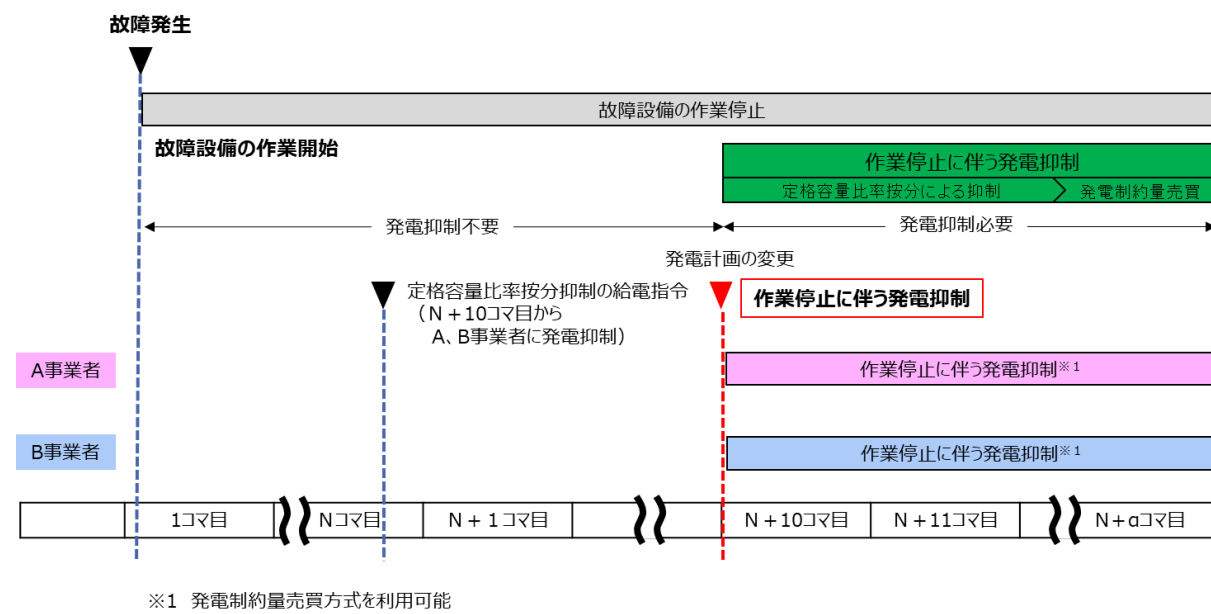 故障発生
故障設備の作業停止
故障設備の作業開始
作業停止に伴う発電抑制
定格容量比率按分による抑制
発電制約量売買
発電抑制不要
発電抑制必要
発電計画の変更
定格容量比率按分抑制の給電指令
（N+10コマ目から
A、B事業者に発電抑制）
作業停止に伴う発電抑制
A事業者
作業停止に伴う発電抑制※1
B事業者
作業停止に伴う発電抑制※1
1コマ目
Nコマ目
N+1コマ目
N+10コマ目
N+11コマ目
N+αコマ目
※1 発電制約量売買方式を利用可能